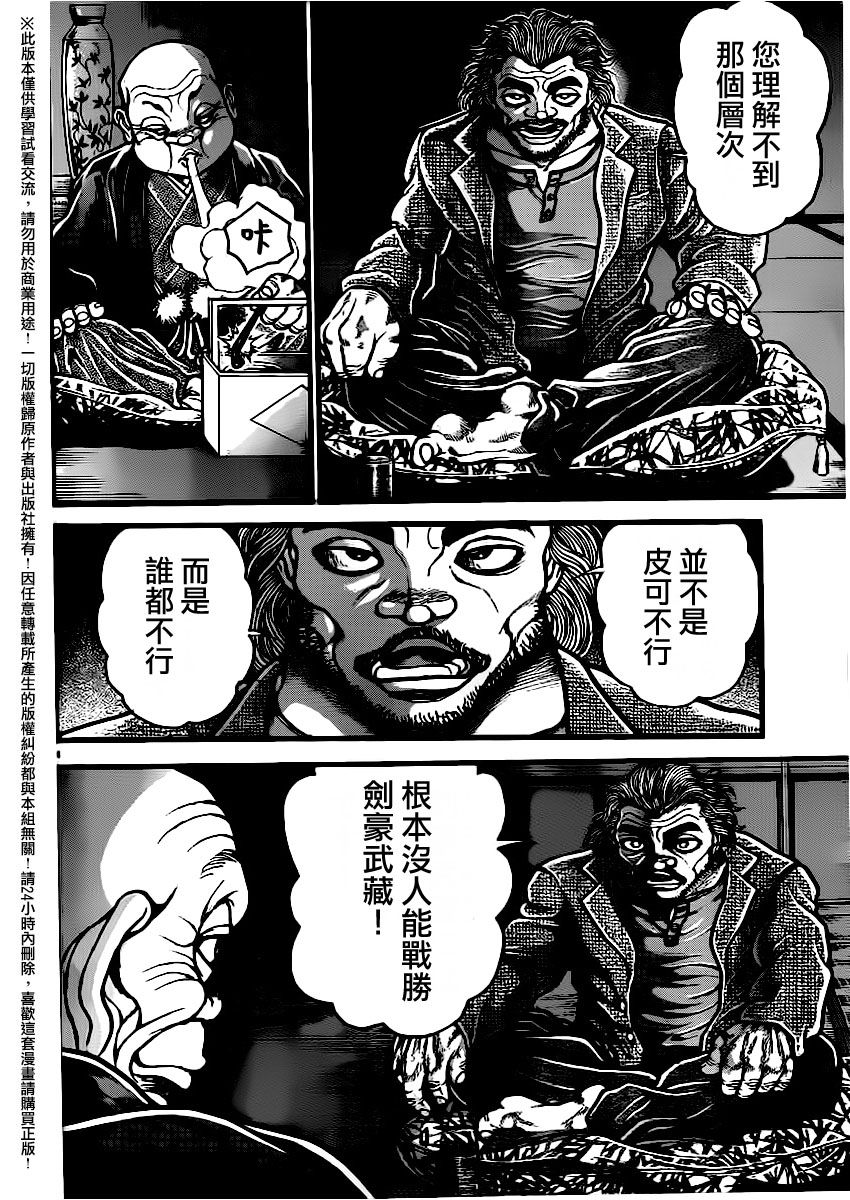 您理解不到
那個層次
咔
並不是
皮可不行
而是
誰都不行
根本沒人能戰勝
劍豪武藏！
※此版本僅供學習試看交流，請勿用於商業用途！一切版權歸原作者與出版社擁有！因任意轉載所產生的版權糾紛都與本組無關！請24小時內刪除，喜歡這套漫畫請購買正版！